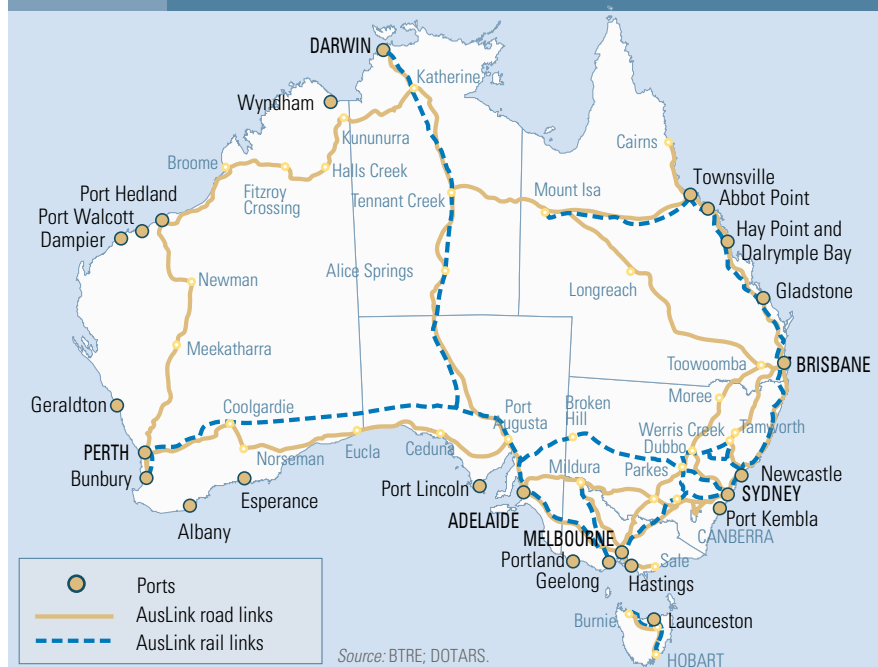 DARWIN
Katherine
Wyndham
Kununurra
Cairns
Broome
Halls Creek
Fitzroy
Crossing
Tennant Creek
Mount Isa
Townsville
Abbot Point
Port Hedland
Port Walcott
Dampier
Hay Point and
Dalrymple Bay
Newman
Alice Springs
Longreach
Gladstone
Meekatharra
Toowoomba
BRISBANE
Geraldton
Coolgardie
Port
Augusta
Broken
Hill
Moree
Werris Creek
Tamworth
Dubbo
PERTH
Norseman
Eucla
Ceduna
Mildura
Parkes
Newcastle
Bunbury
Esperance
Port Lincoln
SYDNEY
Albany
ADELAIDE
Port Kembla
CANBERRA
MELBOURNE
Portland
Geelong
Sale
Hastings
Ports
AusLink road links
AusLink rail links
Burnie
Launceston
HOBART
Source: BTRE; DOTARS.